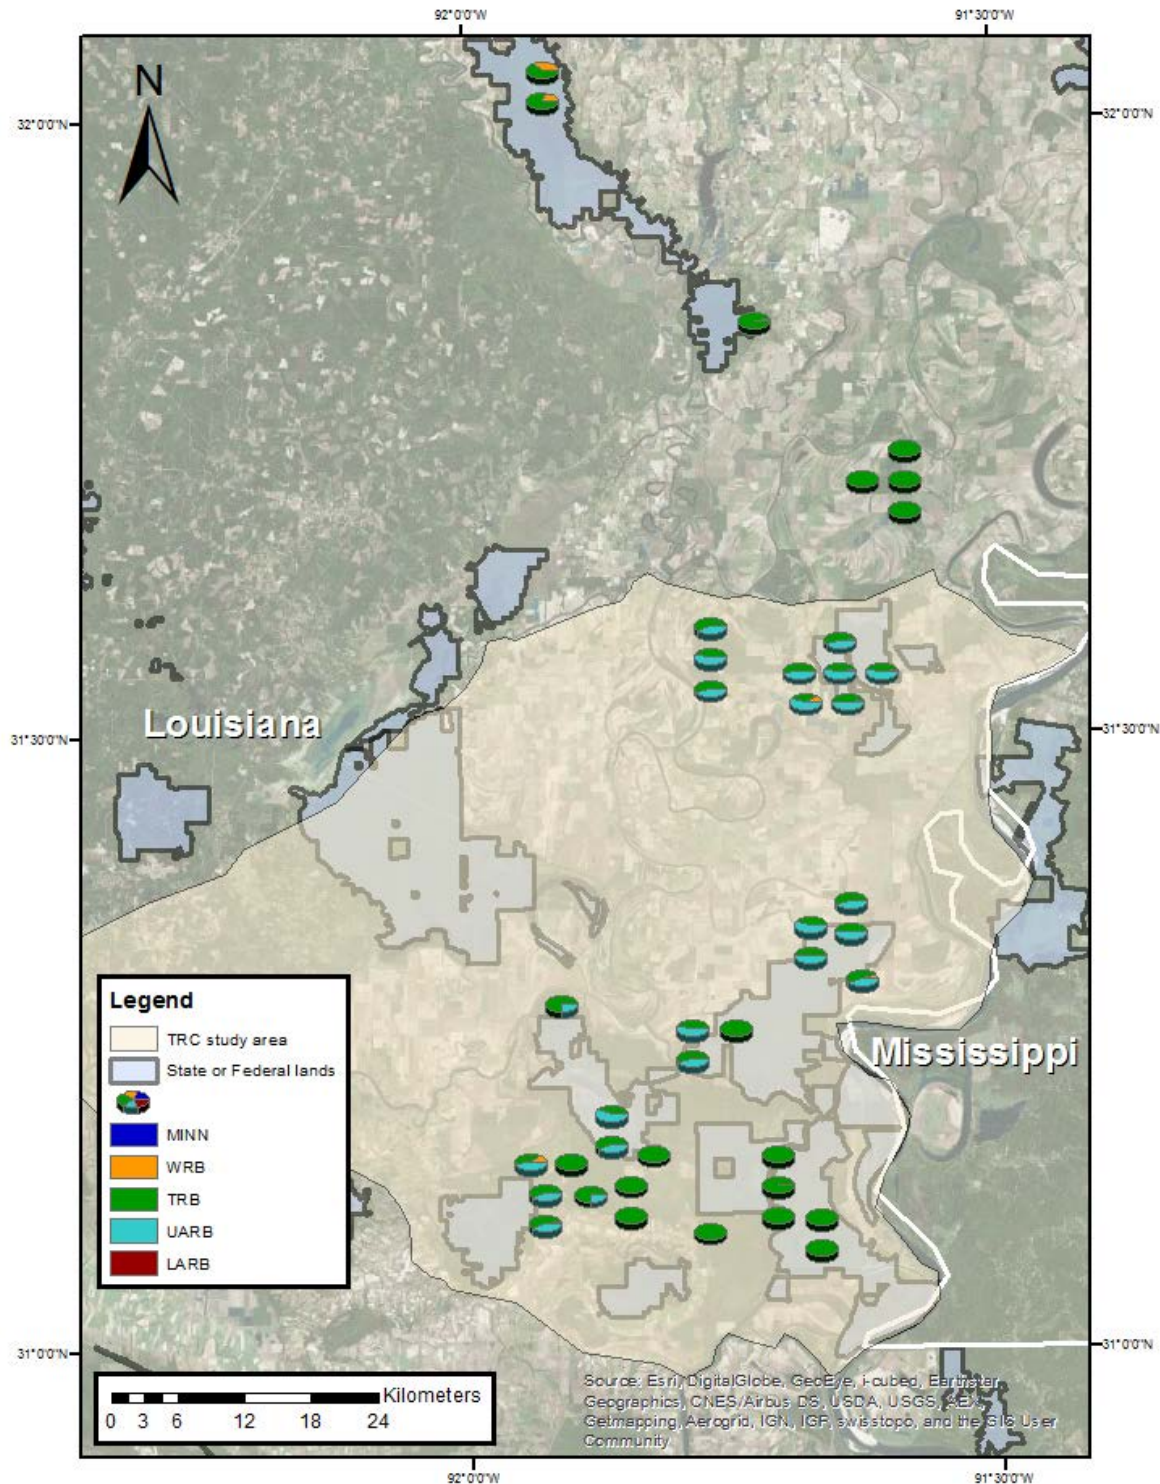 92°0'0"W
91°30'0"W
N
32°0'0"N
32°0'0"N
Louisiana
31°30'0"N
31°30'0"N
Legend
TRC study area
State or Federal lands
MINN
WRB
TRB
UARB
LARB
Mississippi
31°0'0"N
31°0'0"N
Kilometers
0 3 6 12 18 24
Source: Esri, DigitalGlobe, GeoEye, i-cubed, Earthstar
Geographics, CNES/Airbus DS, USDA, USGS, AEX,
Getmapping, Aerogrid, IGN, IGP, swisstopo, and the GIS User
Community
92°0'0"W
91°30'0"W